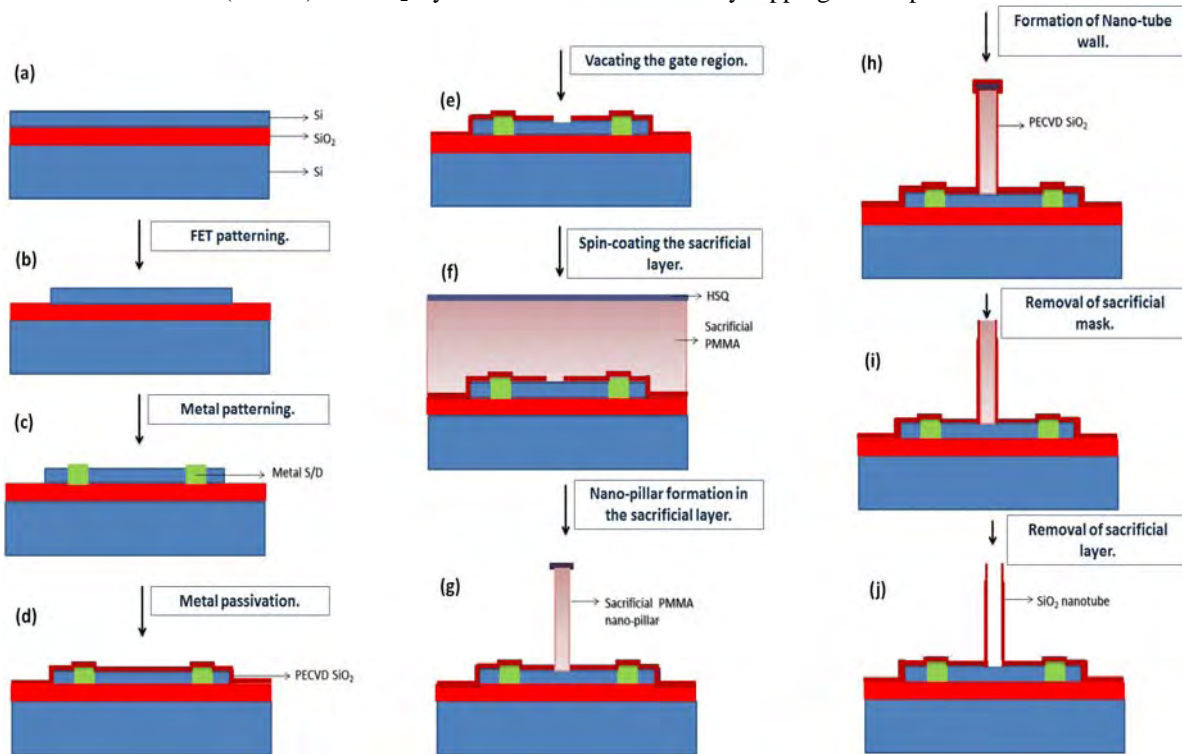 (a)
Si
SiO₂
Si
FET patterning.
(b)
Metal patterning.
(c)
Metal S/D
Metal passivation.
(d)
PECVD SiO₂
Vacating the gate region.
(e)
Spin-coating the sacrificial
layer.
(f)
HSQ
Sacrificial
PMMA
Nano-pillar formation in
the sacrificial layer.
(g)
Sacrificial PMMA
nano-pillar
Formation of Nano-tube
wall.
(h)
PECVD SiO₂
Removal of sacrificial
mask.
(i)
Removal of sacrificial
layer.
(j)
SiO₂ nanotube